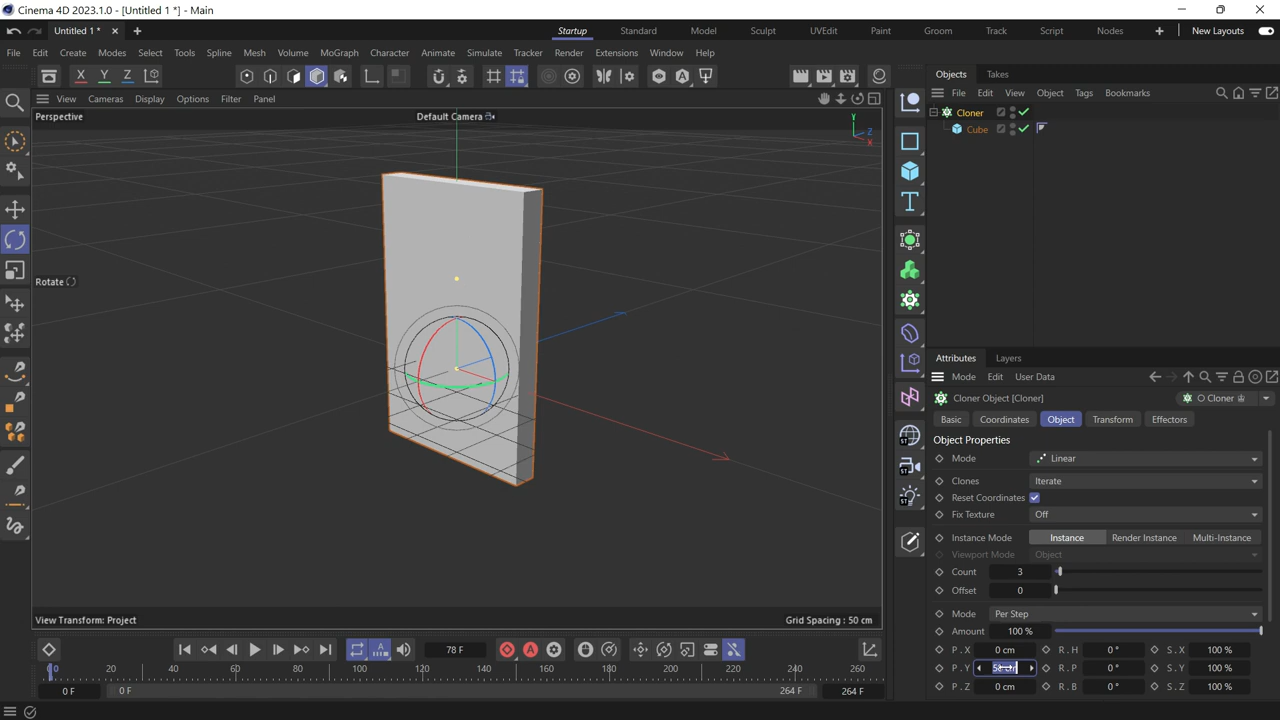 Cinema 4D 2023.1.0 - [Untitled 1 *] - Main
Untitled 1 *
Startup Standard Model Sculpt UVEdit Paint Groom Track Script Nodes New Layouts
File Edit Create Modes Select Tools Spline Mesh Volume MoGraph Character Animate Simulate Tracker Render Extensions Window Help
X Y Z
Objects Takes
View Cameras Display Options Filter Panel
File Edit View Object Tags Bookmarks
Perspective Default Camera
Y
Z
X
Cloner
Cube
Rotate
Attributes Layers
Mode Edit User Data
Cloner Object [Cloner] Cloner
Basic Coordinates Object Transform Effectors
Object Properties
Mode Linear
Clones Iterate
Reset Coordinates
Fix Texture Off
Instance Mode Instance Render Instance Multi-Instance
Viewport Mode Object
Count 3
Offset 0
Mode Per Step
Amount 100 %
P . X 0 cm R . H 0 ° S . X 100 %
P . Y R . P 0 ° S . Y 100 %
P . Z 0 cm R . B 0 ° S . Z 100 %
View Transform: Project Grid Spacing : 50 cm
78 F
20 40 60 80 100 120 140 160 180 200 220 240 260
0 F 0 F 264 F 264 F